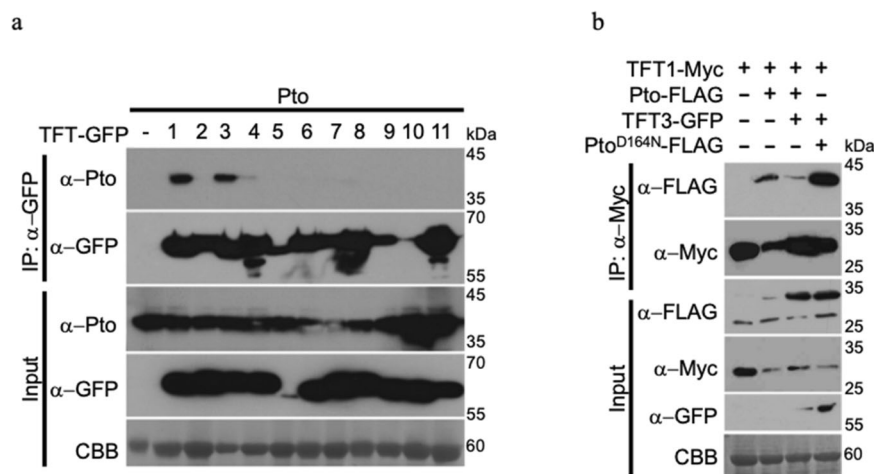 a
Pto
TFT-GFP - 1 2 3 4 5 6 7 8 9 10 11 kDa
IP: α-GFP
α-Pto
45
35
α-GFP
70
55
Input
α-Pto
45
35
α-GFP
70
55
CBB
60
b
TFT1-Myc + + + +
Pto-FLAG - + + -
TFT3-GFP - - + +
Pto^D164N-FLAG - - - +
kDa
IP: α-Myc
α-FLAG
45
35
α-Myc
35
25
Input
α-FLAG
35
25
α-Myc
35
25
α-GFP
55
CBB
60